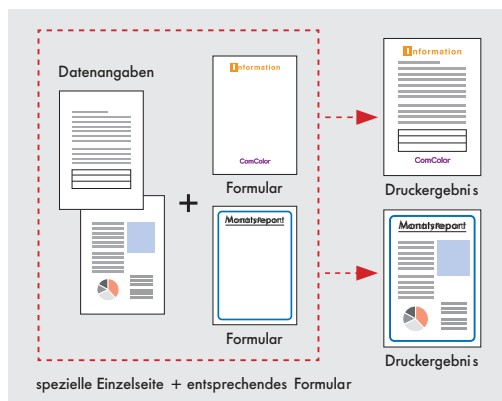 Datenangaben
+
Information
ComColor
Formular
Monatsreport
Formular
Information
ComColor
Druckergebnis
Monatsreport
Druckergebnis
spezielle Einzelseite + entsprechendes Formular